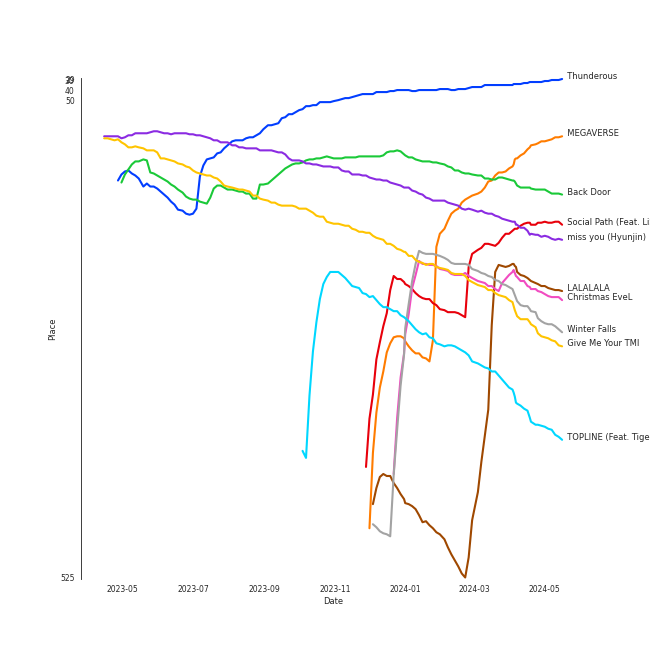 Thunderous
40
50
MEGAVERSE
Back Door
Social Path (Feat. Li
miss you (Hyunjin)
LALALALA
Christmas EveL
Winter Falls
Place
Give Me Your TMI
TOPLINE (Feat. Tige
525
2023-05 2023-07 2023-09 2023-11 2024-01 2024-03 2024-05
Date